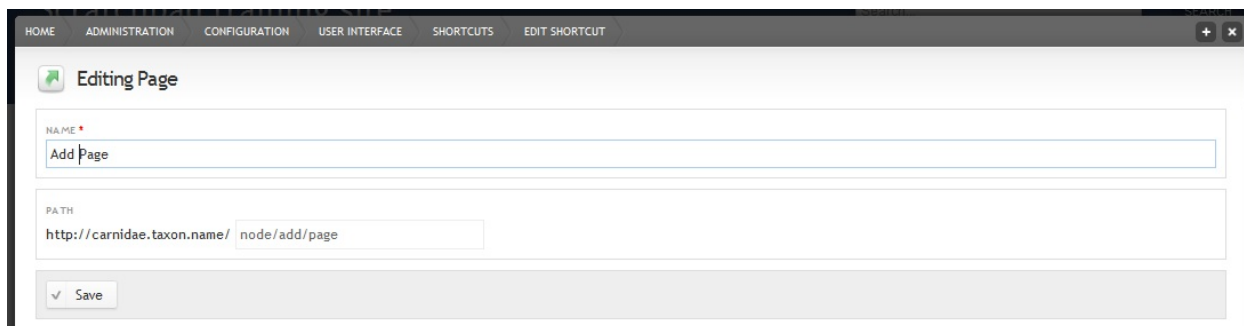 HOME ADMINISTRATION CONFIGURATION USER INTERFACE SHORTCUTS EDIT SHORTCUT
Editing Page
NAME *
Add Page
PATH
http://carnidae.taxon.name/ node/add/page
Save